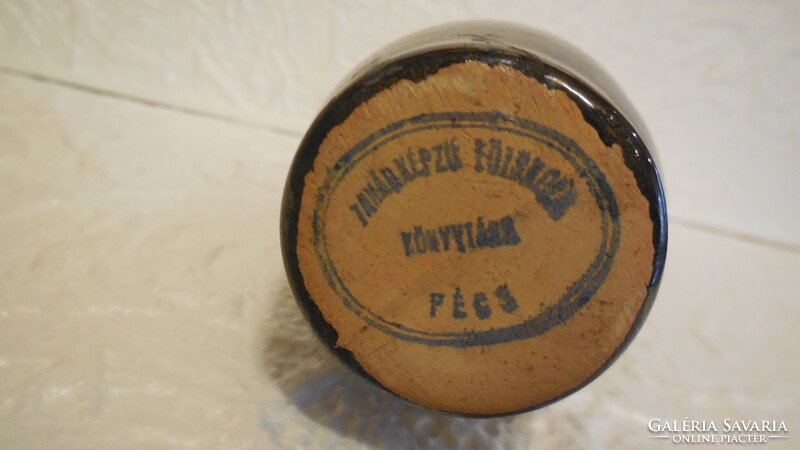 TANÁRKÉPZŐ FŐISKOLA
KÖNYVTÁRA
PÉCS
GALÉRIA SAVARIA
ONLINE PIACTÉR